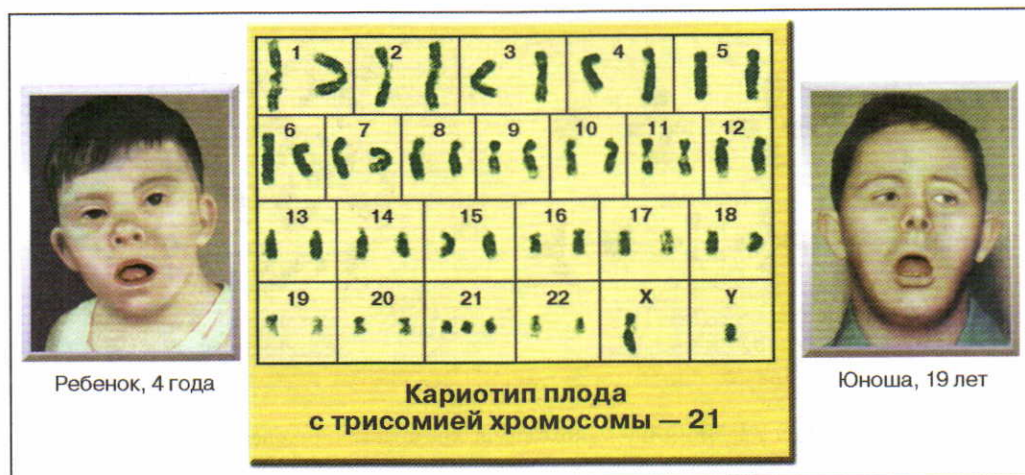 1 2 3 4 5
6 7 8 9 10 11 12
13 14 15 16 17 18
19 20 21 22 X Y
Ребенок, 4 года
Кариотип плода
с трисомией хромосомы — 21
Юноша, 19 лет